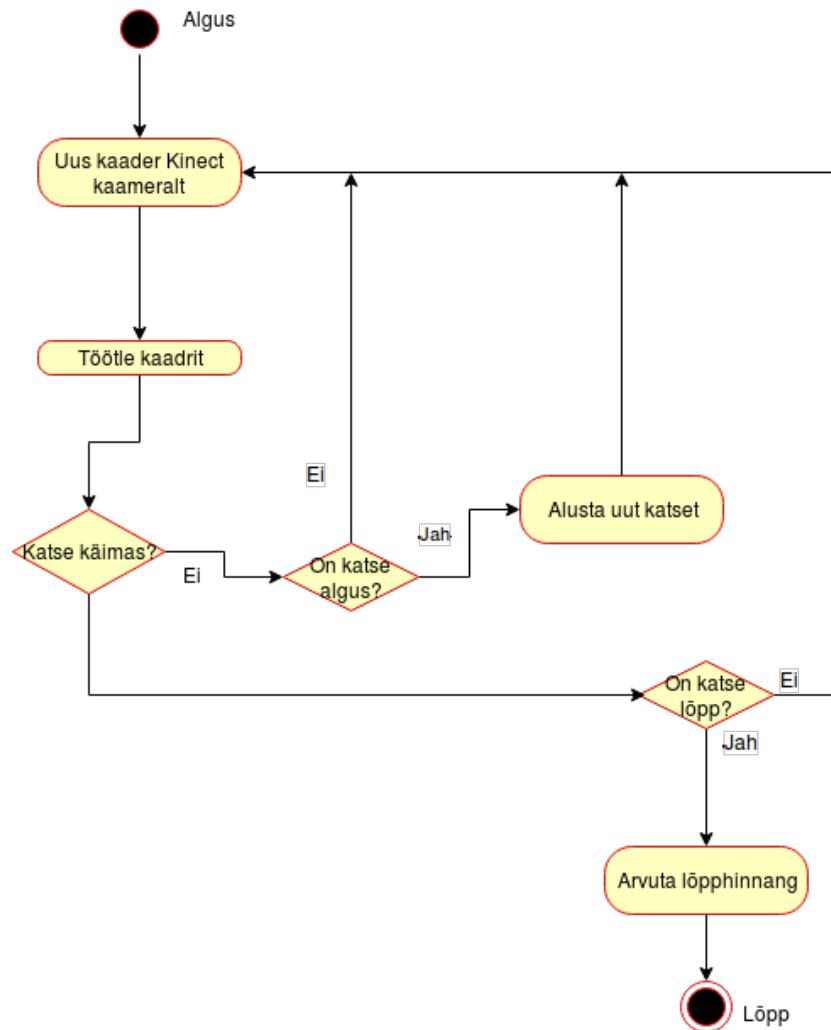 Algus
Uus kaader Kinect
kaameralt
Töötle kaadrit
Ei
Alusta uut katset
Jah
Katse käimas?
Ei
On katse
algus?
On katse
lõpp?
Ei
Jah
Arvuta lõpphinnang
Lõpp